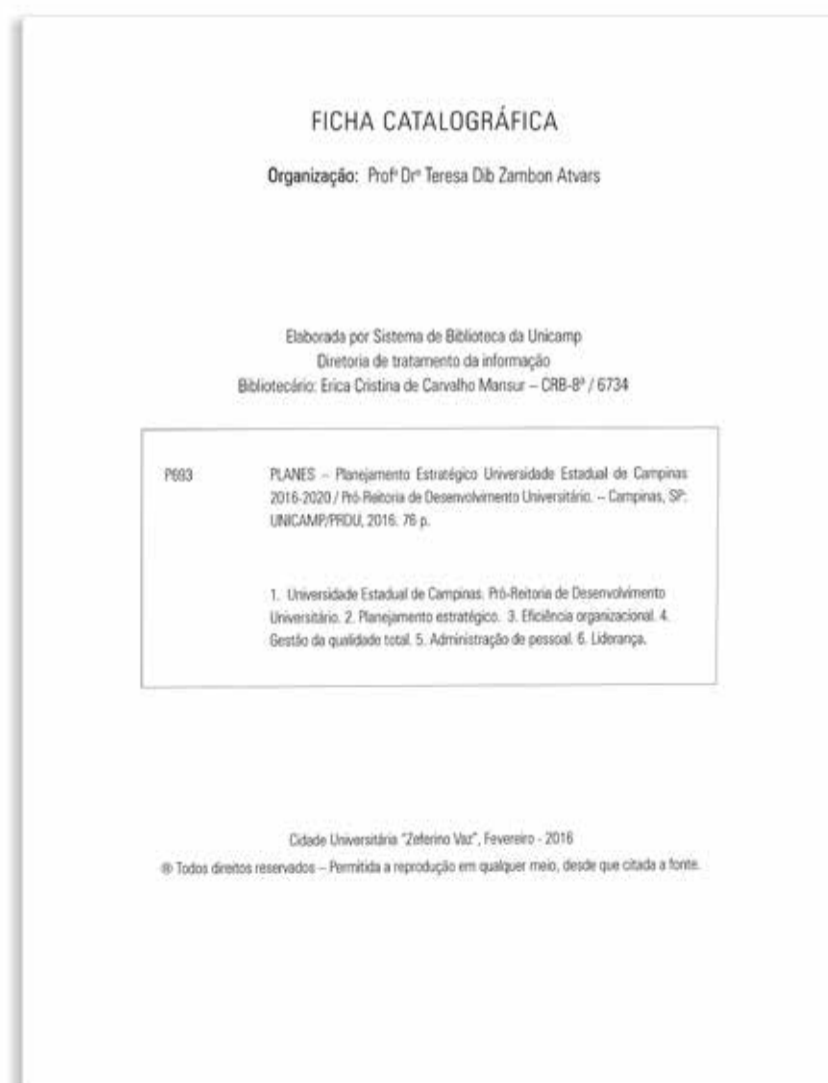 FICHA CATALOGRÁFICA
Organização: Profª Drª Teresa Dib Zambon Atvars
Elaborada por Sistema de Biblioteca da Unicamp
Diretoria de tratamento da informação
Bibliotecário: Erica Cristina de Carvalho Mansur – CRB-8ª / 6734
P693
PLANES – Planejamento Estratégico Universidade Estadual de Campinas
2016-2020 / Pró-Reitoria de Desenvolvimento Universitário. – Campinas, SP:
UNICAMP/PRDU, 2016. 76 p.
1. Universidade Estadual de Campinas. Pró-Reitoria de Desenvolvimento
Universitário. 2. Planejamento estratégico. 3. Eficiência organizacional. 4.
Gestão da qualidade total. 5. Administração de pessoal. 6. Liderança.
Cidade Universitária "Zeferino Vaz", Fevereiro - 2016
® Todos direitos reservados – Permitida a reprodução em qualquer meio, desde que citada a fonte.